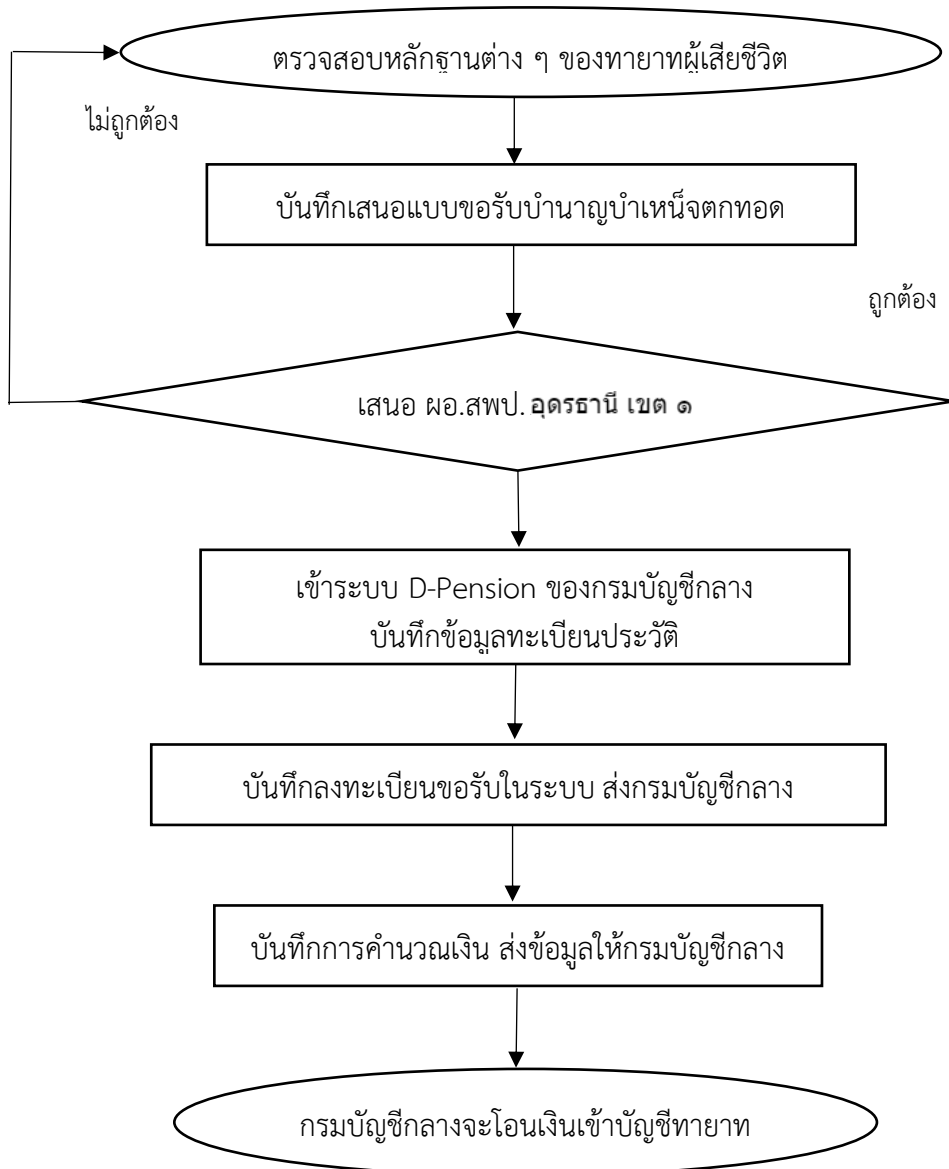 ตรวจสอบหลักฐานต่าง ๆ ของทายาทผู้เสียชีวิต
ไม่ถูกต้อง
บันทึกเสนอแบบขอรับบำนาญบำเหน็จตกทอด
ถูกต้อง
เสนอ ผอ.สพป. อุดรธานี เขต ๑
เข้าระบบ D-Pension ของกรมบัญชีกลาง
บันทึกข้อมูลทะเบียนประวัติ
บันทึกลงทะเบียนขอรับในระบบ ส่งกรมบัญชีกลาง
บันทึกการคำนวณเงิน ส่งข้อมูลให้กรมบัญชีกลาง
กรมบัญชีกลางจะโอนเงินเข้าบัญชีทายาท